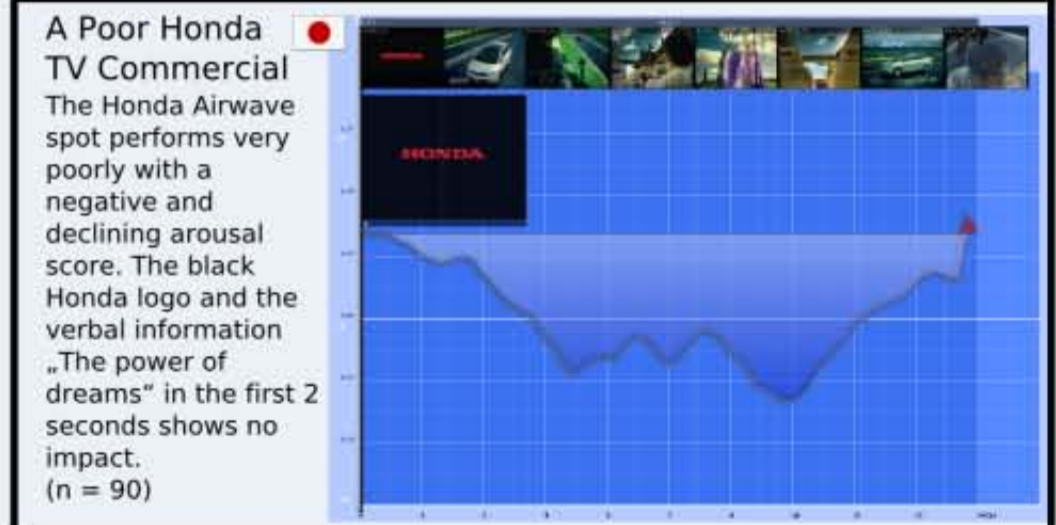 A Poor Honda
TV Commercial
The Honda Airwave
spot performs very
poorly with a
negative and
declining arousal
score. The black
Honda logo and the
verbal information
„The power of
dreams“ in the first 2
seconds shows no
impact.
(n = 90)
HONDA